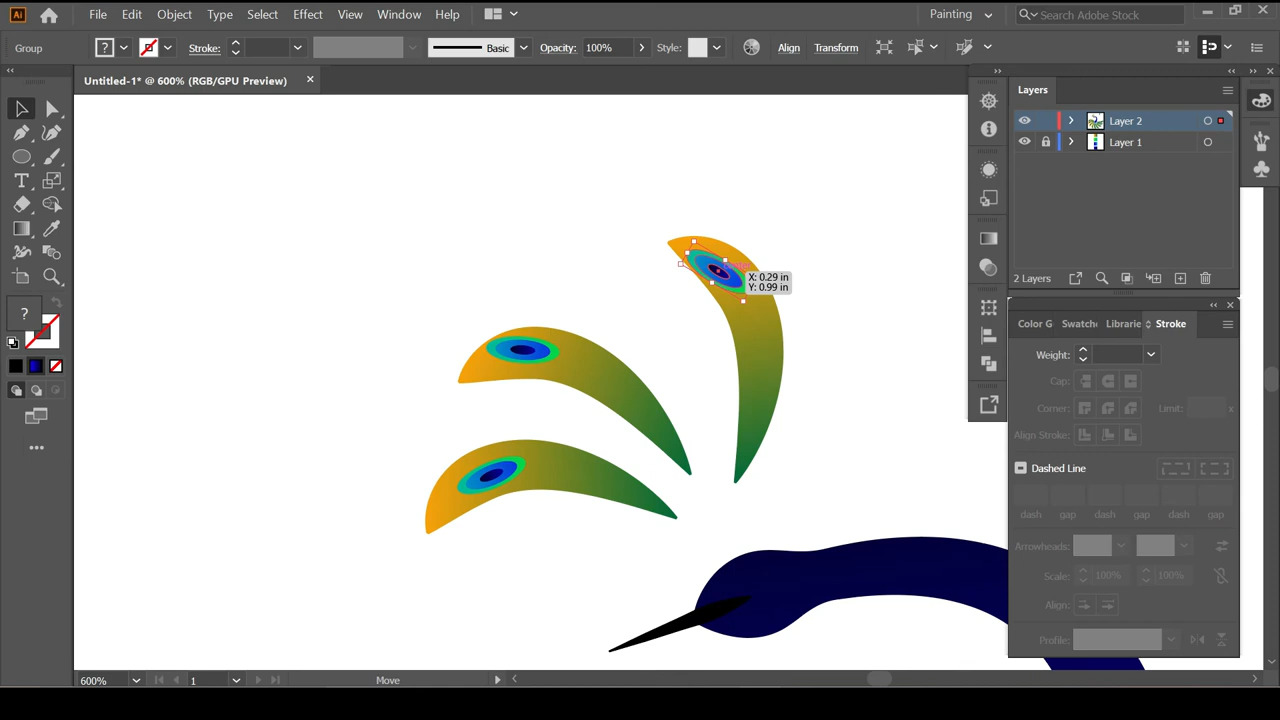 Ai File Edit Object Type Select Effect View Window Help Painting Search Adobe Stock
Group ? Stroke: Basic Opacity: 100% Style: Align Transform
Untitled-1* @ 600% (RGB/GPU Preview)
Layers
Layer 2
Layer 1
X: 0.29 in
Y: 0.99 in
2 Layers
?
Color G Swatche Librarie Stroke
Weight:
Cap:
Corner: Limit: x
Align Stroke:
Dashed Line
dash gap dash gap dash gap
Arrowheads:
Scale: 100% 100%
Align:
Profile:
600% 1 Move